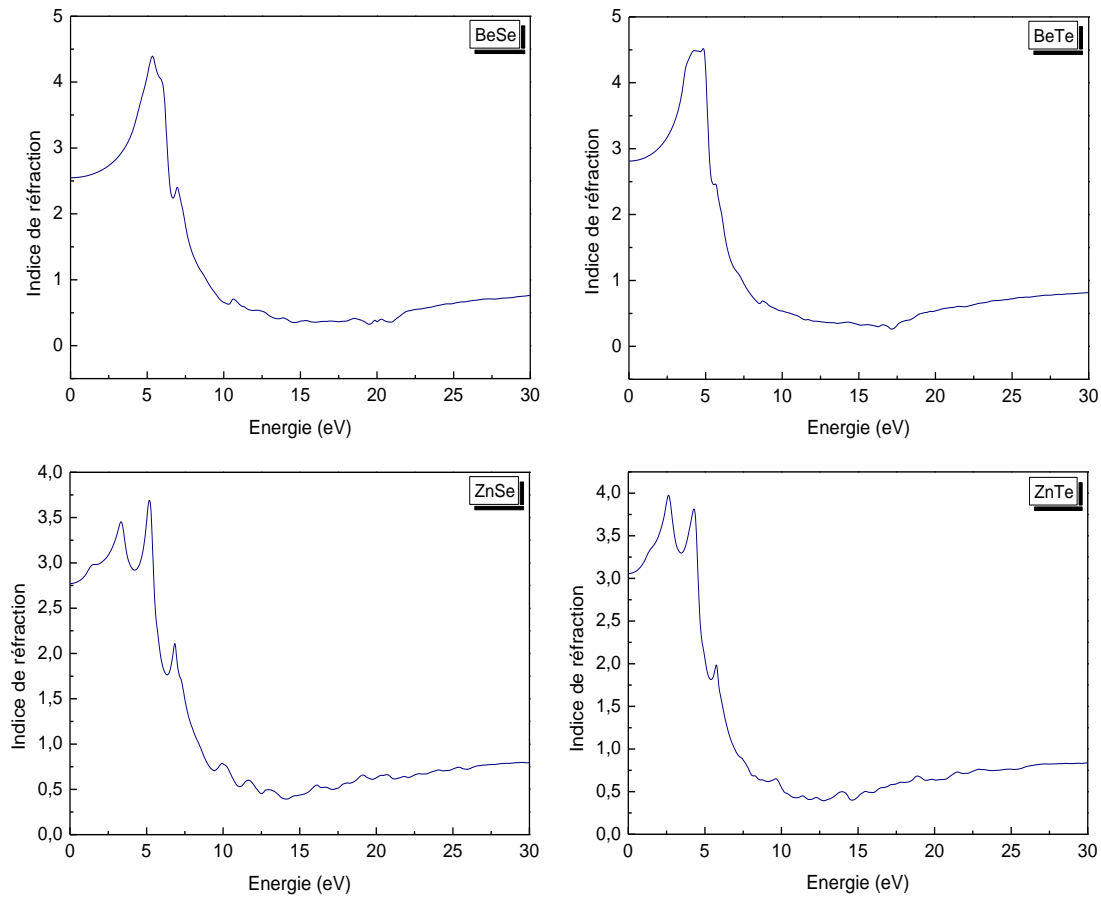 BeSe
5
4
3
2
1
0
Indice de réfraction
0 5 10 15 20 25 30
Energie (eV)
BeTe
5
4
3
2
1
0
Indice de réfraction
0 5 10 15 20 25 30
Energie (eV)
ZnSe
4,0
3,5
3,0
2,5
2,0
1,5
1,0
0,5
0,0
Indice de réfraction
0 5 10 15 20 25 30
Energie (eV)
ZnTe
4,0
3,5
3,0
2,5
2,0
1,5
1,0
0,5
0,0
Indice de réfraction
0 5 10 15 20 25 30
Energie (eV)